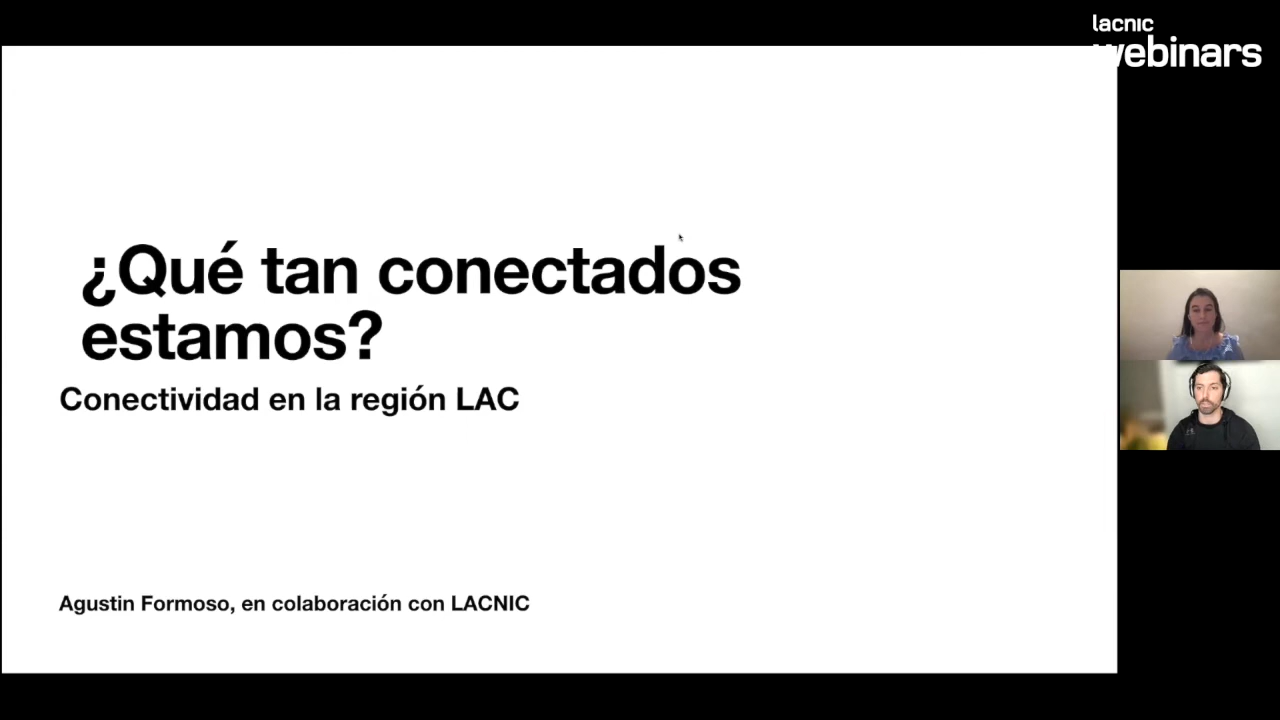 lacnic
webinars
¿Qué tan conectados
estamos?
Conectividad en la región LAC
Agustin Formoso, en colaboración con LACNIC